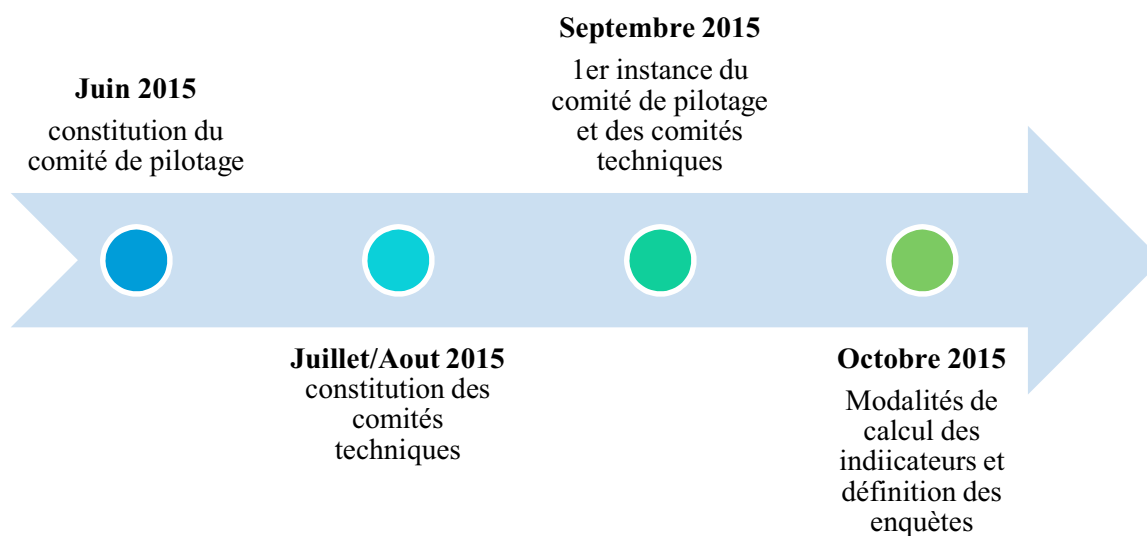 Juin 2015
constitution du
comité de pilotage
Juillet/Aout 2015
constitution des
comités
techniques
Septembre 2015
1er instance du
comité de pilotage
et des comités
techniques
Octobre 2015
Modalités de
calcul des
indiicateurs et
définition des
enquètes